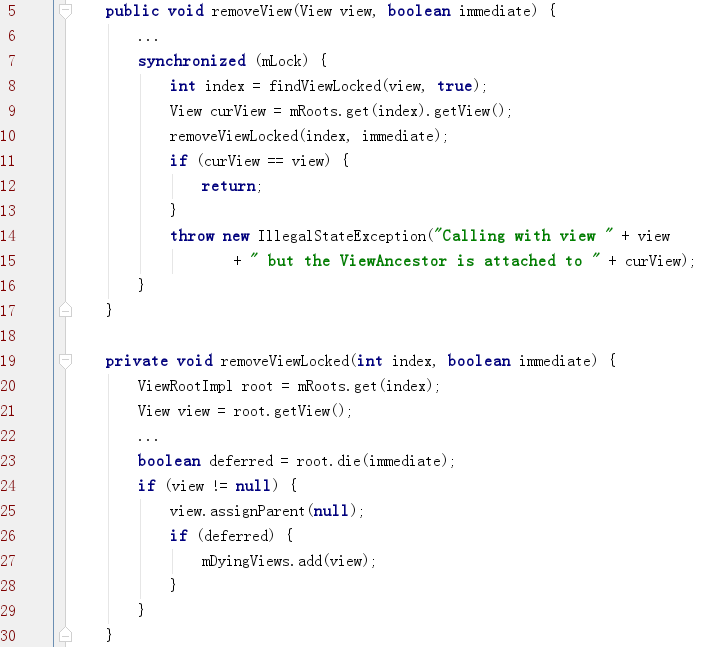 5 public void removeView(View view, boolean immediate) {
6 ...
7 synchronized (mLock) {
8 int index = findViewLocked(view, true);
9 View curView = mRoots.get(index).getView();
10 removeViewLocked(index, immediate);
11 if (curView == view) {
12 return;
13 }
14 throw new IllegalStateException("Calling with view " + view
15 + " but the ViewAncestor is attached to " + curView);
16 }
17 }
18
19 private void removeViewLocked(int index, boolean immediate) {
20 ViewRootImpl root = mRoots.get(index);
21 View view = root.getView();
22 ...
23 boolean deferred = root.die(immediate);
24 if (view != null) {
25 view.assignParent(null);
26 if (deferred) {
27 mDyingViews.add(view);
28 }
29 }
30 }